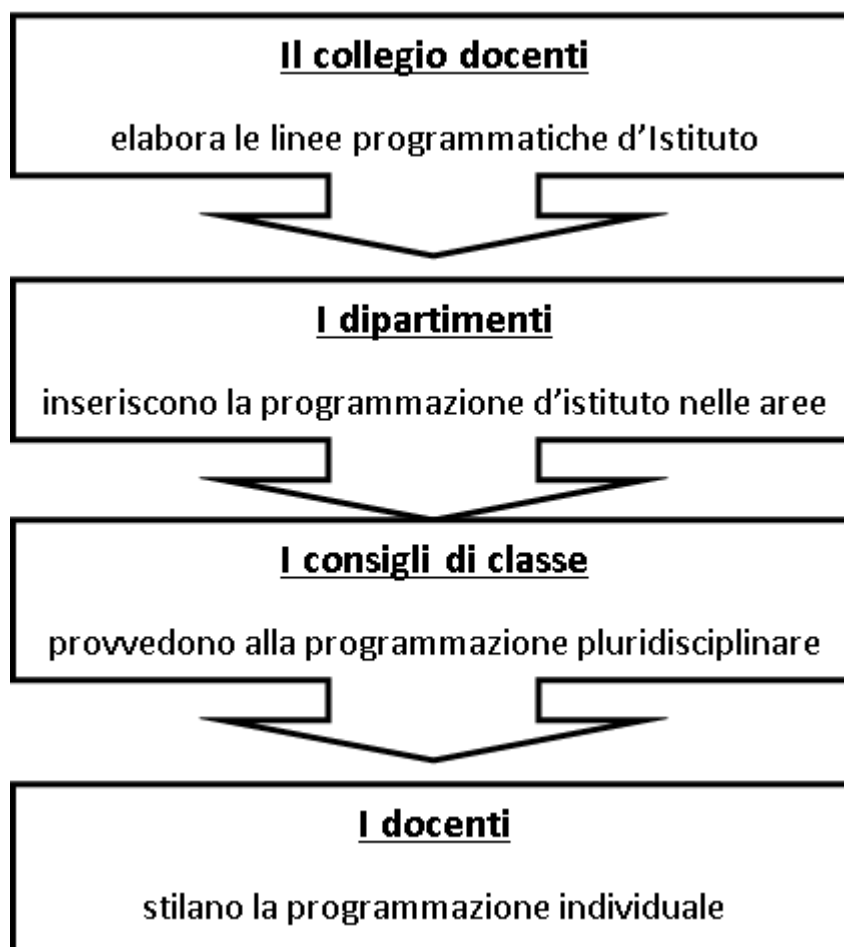 Il collegio docenti
elabora le linee programmatiche d’Istituto
I dipartimenti
inseriscono la programmazione d’istituto nelle aree
I consigli di classe
provvedono alla programmazione pluridisciplinare
I docenti
stilano la programmazione individuale